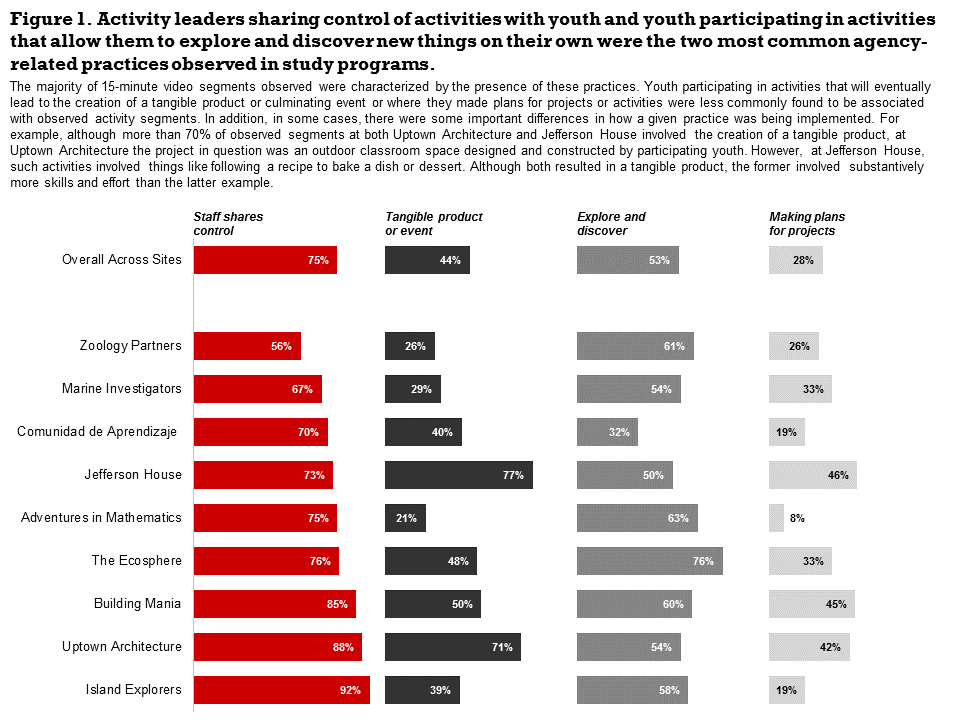 Figure 1. Activity leaders sharing control of activities with youth and youth participating in activities
that allow them to explore and discover new things on their own were the two most common agency-
related practices observed in study programs.
The majority of 15-minute video segments observed were characterized by the presence of these practices. Youth participating in activities that will eventually
lead to the creation of a tangible product or culminating event or where they made plans for projects or activities were less commonly found to be associated
with observed activity segments. In addition, in some cases, there were some important differences in how a given practice was being implemented. For
example, although more than 70% of observed segments at both Uptown Architecture and Jefferson House involved the creation of a tangible product, at
Uptown Architecture the project in question was an outdoor classroom space designed and constructed by participating youth. However, at Jefferson House,
such activities involved things like following a recipe to bake a dish or dessert. Although both resulted in a tangible product, the former involved substantively
more skills and effort than the latter example.
Staff shares Tangible product Explore and Making plans
control or event discover for projects
Overall Across Sites 75% 44% 53% 28%
Zoology Partners 56% 26% 61% 26%
Marine Investigators 67% 29% 54% 33%
Comunidad de Aprendizaje 70% 40% 32% 19%
Jefferson House 73% 77% 50% 46%
Adventures in Mathematics 75% 21% 63% 8%
The Ecosphere 76% 48% 76% 33%
Building Mania 85% 50% 60% 45%
Uptown Architecture 88% 71% 54% 42%
Island Explorers 92% 39% 58% 19%